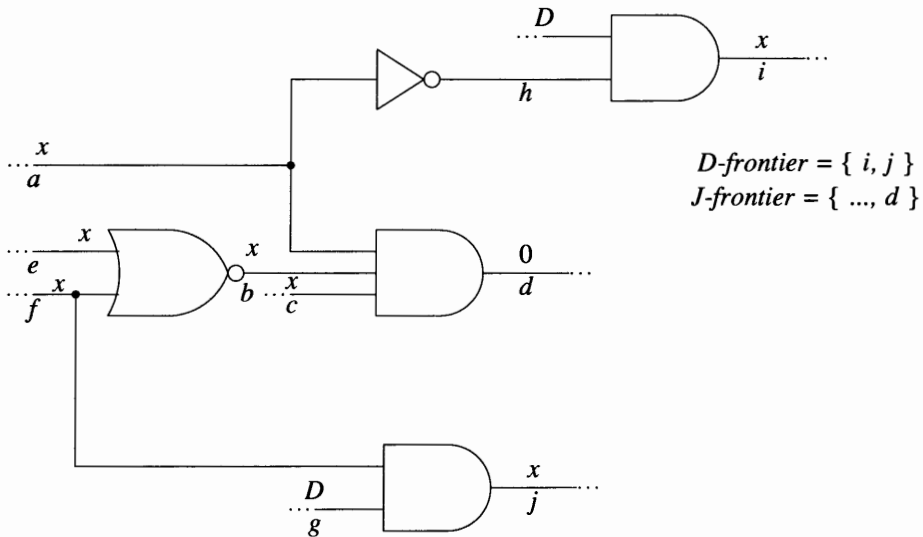 D
...
x
i
...
h
x
...
a
D-frontier = { i, j }
J-frontier = { ..., d }
x
...
e
x
0
b
x
...
c
d
...
x
...
f
D
...
g
x
j
...